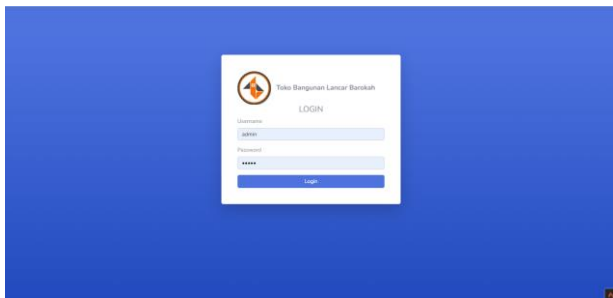 Toko Bangunan Lancar Barokah
LOGIN
Username
admin
Password
•••••
Login